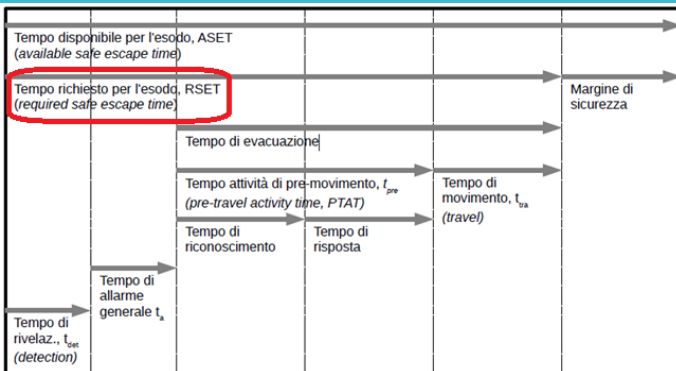 Tempo disponibile per l'esodo, ASET
(available safe escape time)
Tempo richiesto per l'esodo, RSET
(required safe escape time)
Margine di
sicurezza
Tempo di evacuazione
Tempo attività di pre-movimento, tpre
(pre-travel activity time, PTAT)
Tempo di
movimento, ttra
(travel)
Tempo di
riconoscimento
Tempo di
risposta
Tempo di
allarme
generale ta
Tempo di
rivelaz., tdet
(detection)